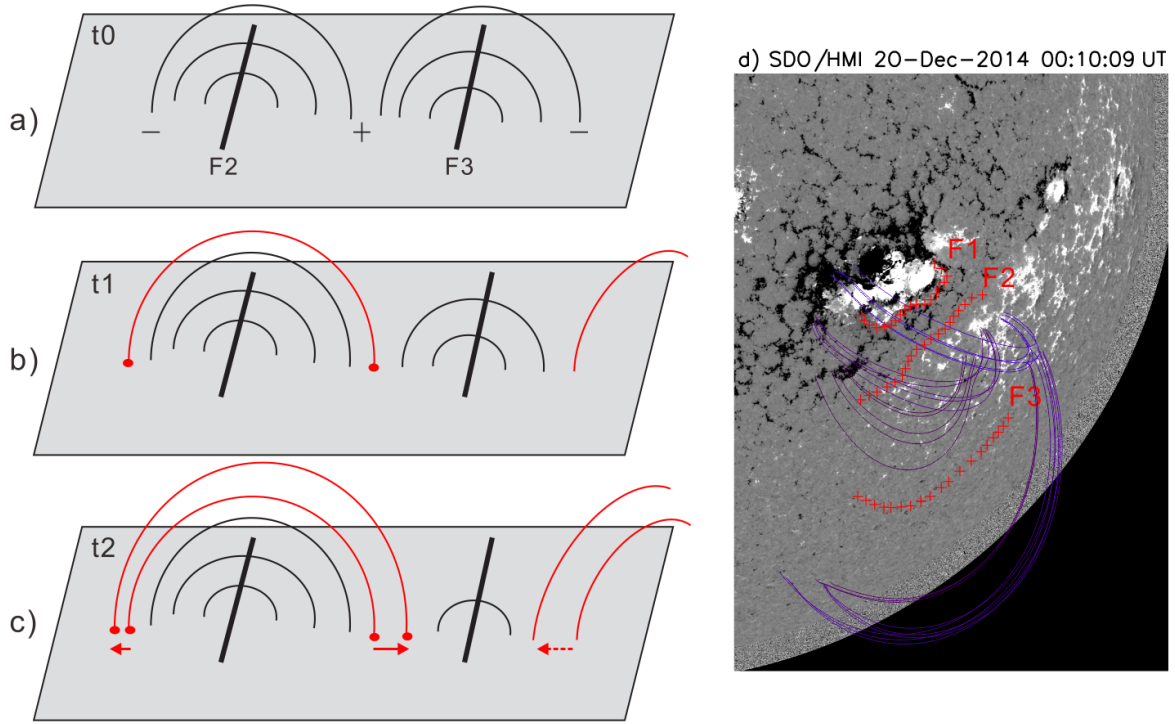 a)
t0
− + −
F2 F3
b)
t1
c)
t2
d) SDO/HMI 20-Dec-2014 00:10:09 UT
F1
F2
F3